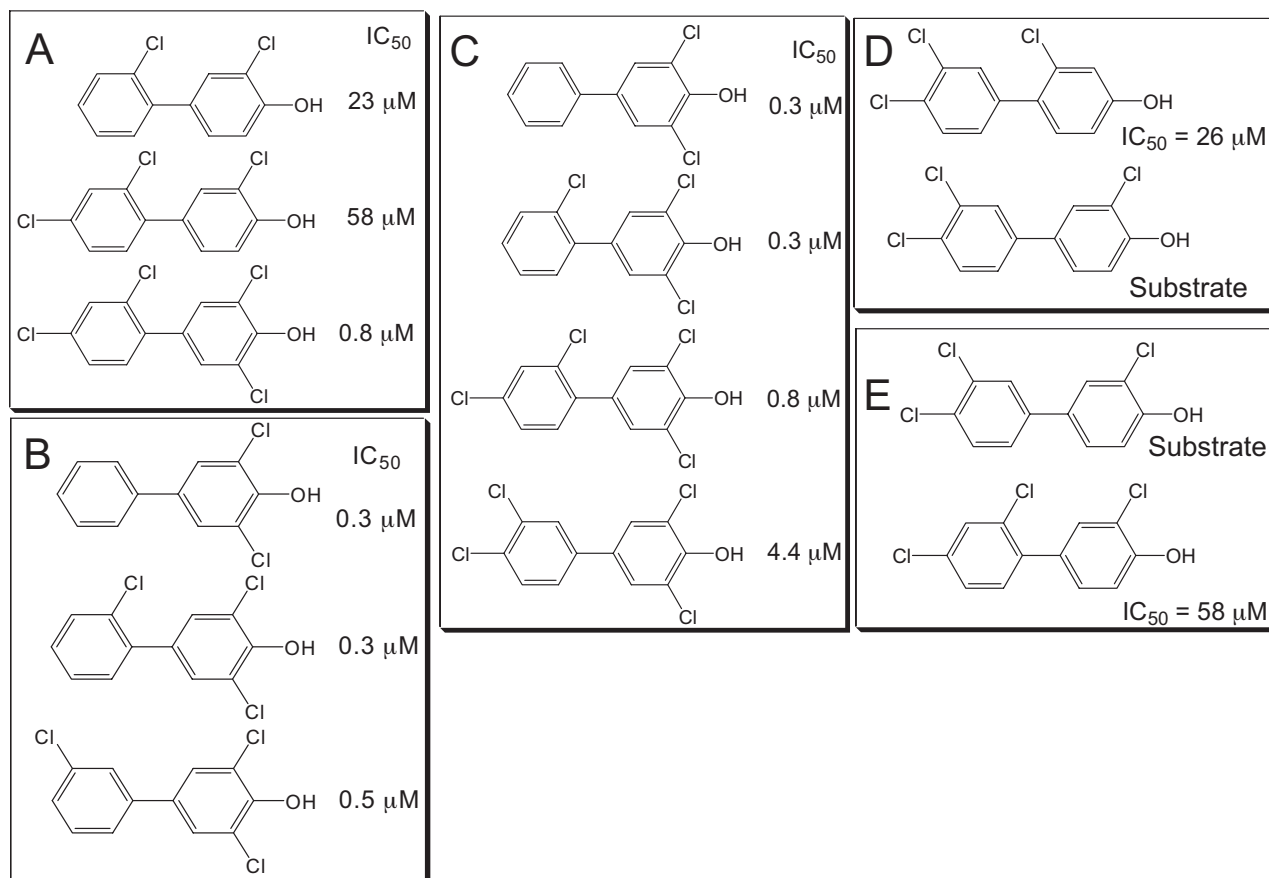 A
IC50
Cl
Cl
OH
23 μM
Cl
Cl
Cl
OH
58 μM
Cl
Cl
Cl
OH
0.8 μM
Cl
B
IC50
Cl
OH
0.3 μM
Cl
Cl
Cl
OH
0.3 μM
Cl
Cl
Cl
OH
0.5 μM
Cl
C
IC50
Cl
OH
0.3 μM
Cl
Cl
Cl
OH
0.3 μM
Cl
Cl
Cl
Cl
OH
0.8 μM
Cl
Cl
Cl
Cl
OH
4.4 μM
Cl
D
Cl
Cl
Cl
OH
IC50 = 26 μM
Cl
Cl
Cl
OH
Substrate
E
Cl
Cl
Cl
OH
Substrate
Cl
Cl
Cl
OH
IC50 = 58 μM